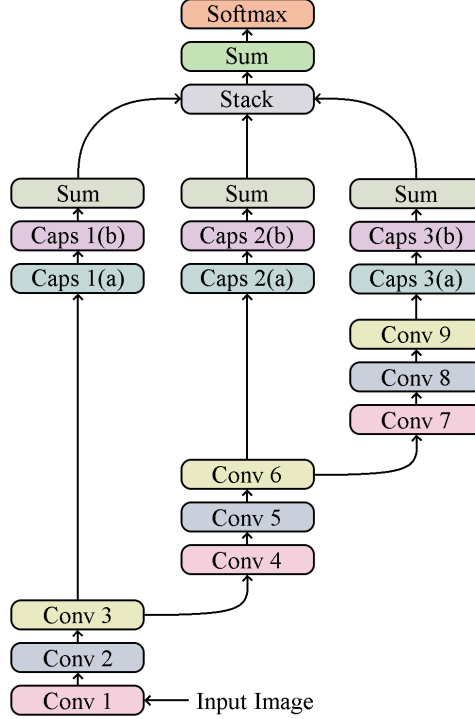 Softmax
Sum
Stack
Sum Sum Sum
Caps 1(b) Caps 2(b) Caps 3(b)
Caps 1(a) Caps 2(a) Caps 3(a)
Conv 9
Conv 8
Conv 7
Conv 6
Conv 5
Conv 4
Conv 3
Conv 2
Conv 1 Input Image